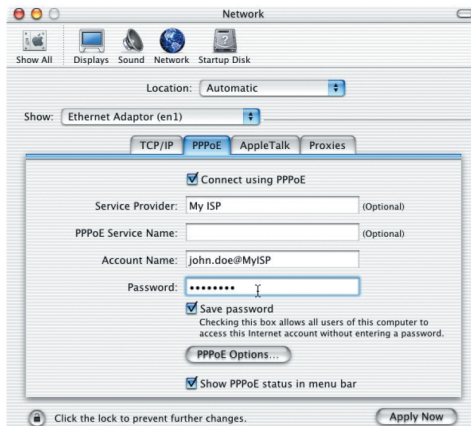 Network
Show All Displays Sound Network Startup Disk
Location: Automatic
Show: Ethernet Adaptor (en1)
TCP/IP PPPoE AppleTalk Proxies
Connect using PPPoE
Service Provider: My ISP (Optional)
PPPoE Service Name: (Optional)
Account Name: john.doe@MyISP
Password: ••••••••
Save password
Checking this box allows all users of this computer to
access this Internet account without entering a password.
PPPoE Options...
Show PPPoE status in menu bar
Click the lock to prevent further changes. Apply Now